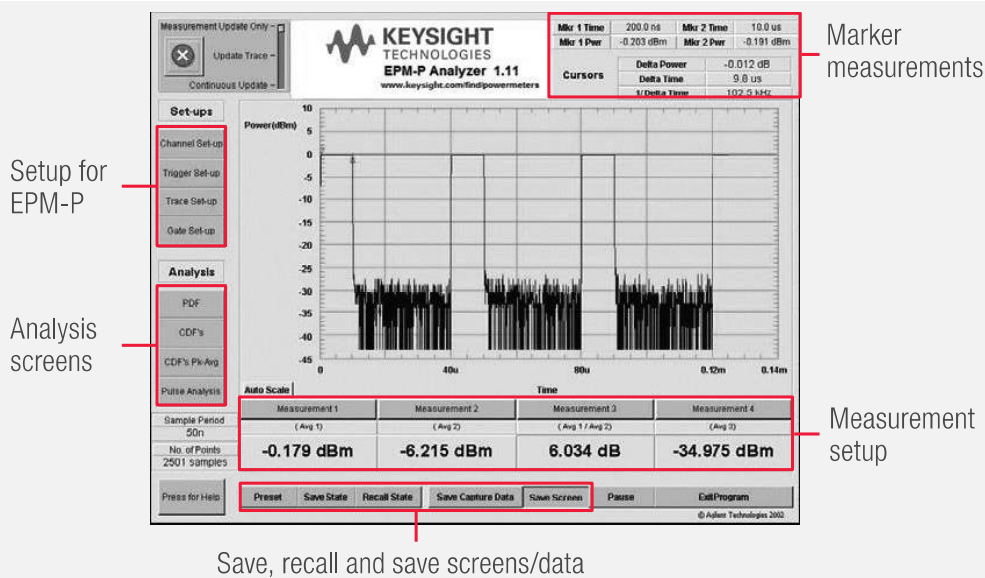 Measurement Update Only
Update Trace
Continuous Update
KEYSIGHT
TECHNOLOGIES
EPM-P Analyzer 1.11
www.keysight.com/find/powermeters
Mkr 1 Time 200.0 ns Mkr 2 Time 10.0 us
Mkr 1 Pwr -0.203 dBm Mkr 2 Pwr -0.191 dBm
Cursors
Delta Power -0.012 dB
Delta Time 9.8 us
1/ Delta Time 102.5 kHz
Marker
measurements
Setup for
EPM-P
Set-ups
Channel Set-up
Trigger Set-up
Trace Set-up
Gate Set-up
Analysis
screens
Analysis
PDF
CDF's
CDF's Pk-Avg
Pulse Analysis
Power(dBm)
10
5
0
-5
-10
-15
-20
-25
-30
-35
-40
-45
0 40u 80u 0.12m 0.14m
Auto Scale Time
Measurement 1 Measurement 2 Measurement 3 Measurement 4
( Avg 1) ( Avg 2) ( Avg 1 / Avg 2) (Avg 3)
-0.179 dBm -6.215 dBm 6.034 dB -34.975 dBm
Measurement
setup
Sample Period
50n
No. of Points
2501 samples
Press for Help Preset Save State Recall State Save Capture Data Save Screen Pause Exit Program
© Agilent Technologies 2002
Save, recall and save screens/data